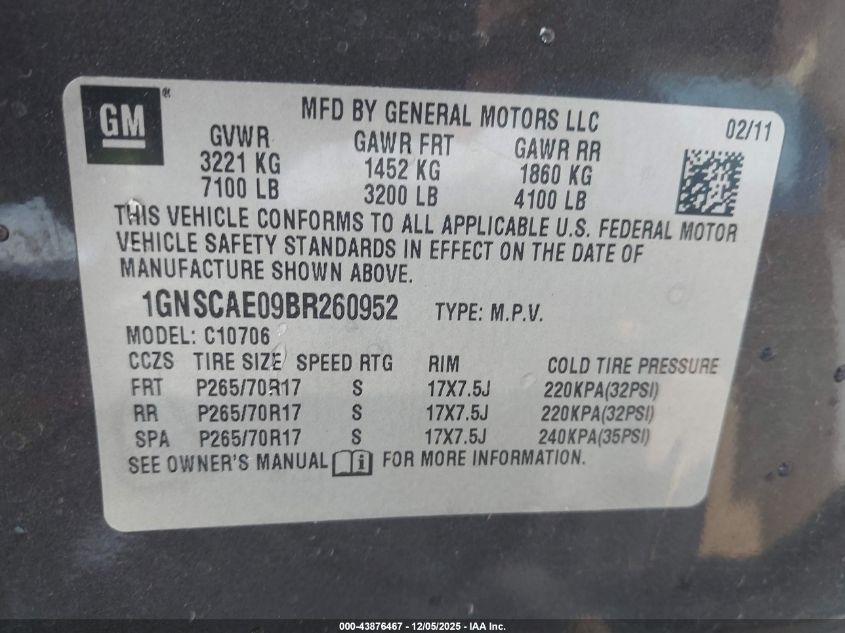 GM®
MFD BY GENERAL MOTORS LLC
02/11
GVWR GAWR FRT GAWR RR
3221 KG 1452 KG 1860 KG
7100 LB 3200 LB 4100 LB
THIS VEHICLE CONFORMS TO ALL APPLICABLE U.S. FEDERAL MOTOR
VEHICLE SAFETY STANDARDS IN EFFECT ON THE DATE OF
MANUFACTURE SHOWN ABOVE.
1GNSCAE09BR260952 TYPE: M.P.V.
MODEL: C10706
CCZS TIRE SIZE SPEED RTG RIM COLD TIRE PRESSURE
FRT P265/70R17 S 17X7.5J 220KPA(32PSI)
RR P265/70R17 S 17X7.5J 220KPA(32PSI)
SPA P265/70R17 S 17X7.5J 240KPA(35PSI)
SEE OWNER'S MANUAL i FOR MORE INFORMATION.
000-43876467 - 12/05/2025 - IAA Inc.